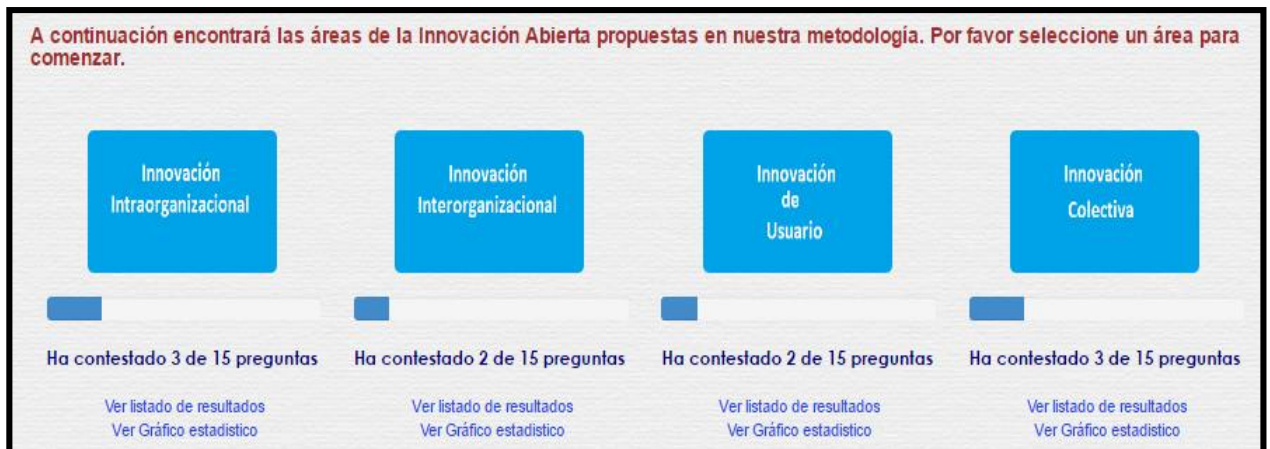 A continuación encontrará las áreas de la Innovación Abierta propuestas en nuestra metodología. Por favor seleccione un área para
comenzar.
Innovación
Intraorganizacional
Innovación
Interorganizacional
Innovación
de
Usuario
Innovación
Colectiva
Ha contestado 3 de 15 preguntas
Ha contestado 2 de 15 preguntas
Ha contestado 2 de 15 preguntas
Ha contestado 3 de 15 preguntas
Ver listado de resultados
Ver listado de resultados
Ver listado de resultados
Ver listado de resultados
Ver Gráfico estadistico
Ver Gráfico estadistico
Ver Gráfico estadistico
Ver Gráfico estadistico